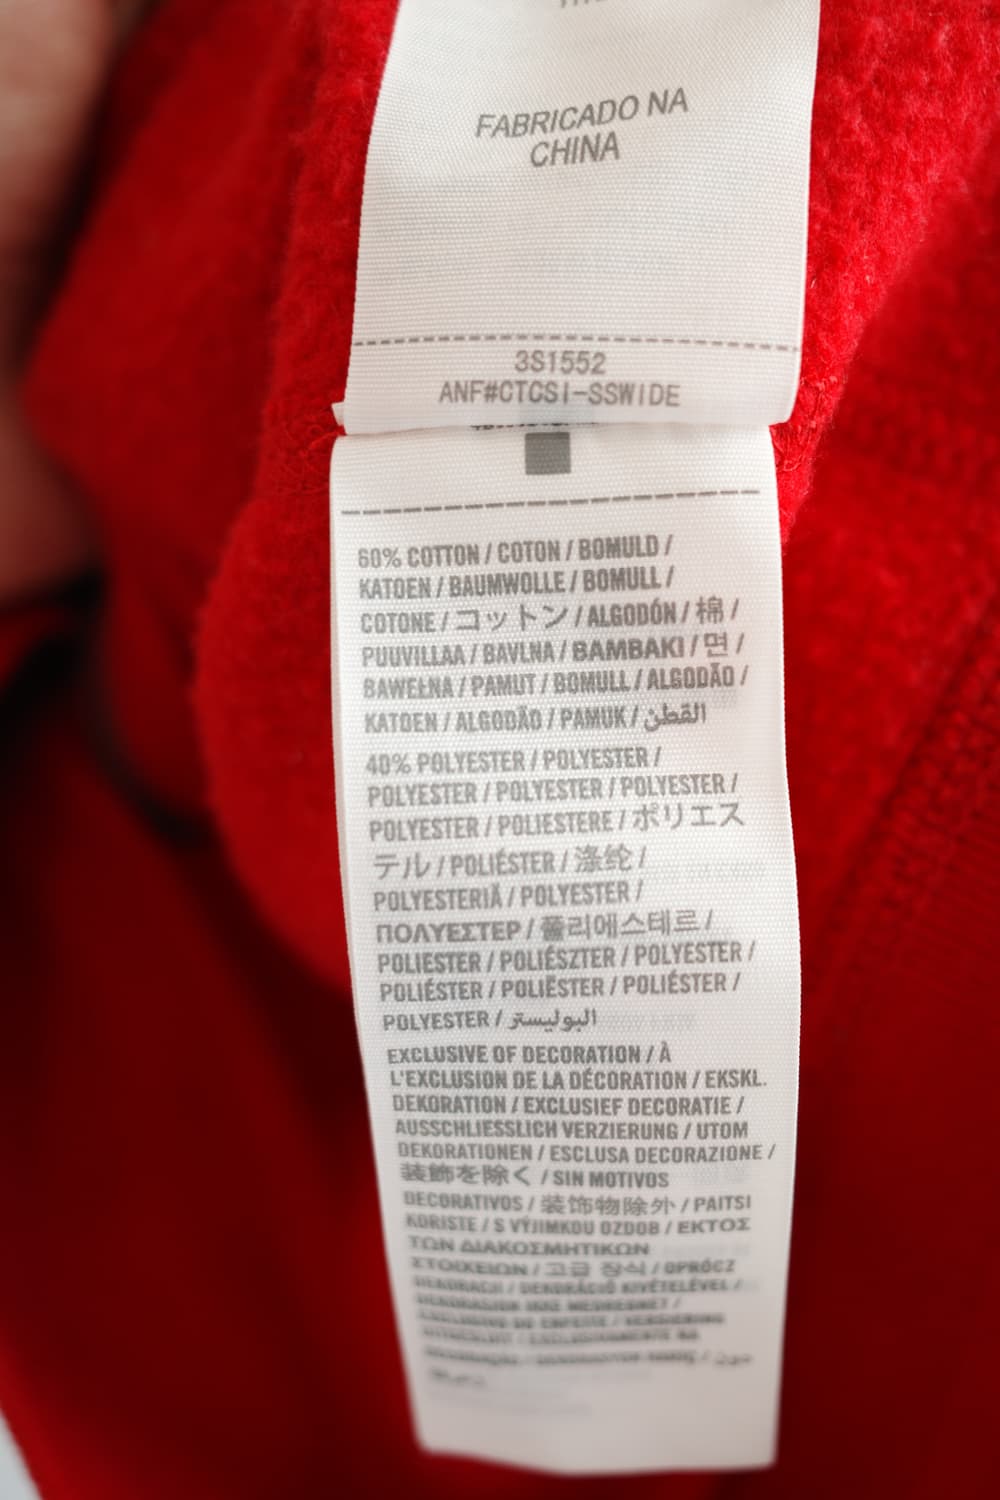 FABRICADO NA
CHINA
3S1552
ANF#CTCSI-SSWIDE
60% COTTON / COTON / BOMULD /
KATOEN / BAUMWOLLE / BOMULL /
COTONE / コットン / ALGODÓN / 棉 /
PUUVILLAA / BAVLNA / BAMBAKI / 면 /
BAWEŁNA / PAMUT / BOMULL / ALGODÃO /
KATOEN / ALGODÃO / PAMUK / القطن
40% POLYESTER / POLYESTER /
POLYESTER / POLYESTER / POLYESTER /
POLYESTER / POLIESTERE / ポリエス
テル / POLIÉSTER / 涤纶 /
POLYESTERIÄ / POLYESTER /
ΠΟΛΥΕΣΤΕΡ / 폴리에스테르 /
POLIESTER / POLIÉSZTER / POLYESTER /
POLIÉSTER / POLIËSTER / POLIÉSTER /
POLYESTER / البوليستر
EXCLUSIVE OF DECORATION / À
L'EXCLUSION DE LA DÉCORATION / EKSKL.
DEKORATION / EXCLUSIEF DECORATIE /
AUSSCHLIESSLICH VERZIERUNG / UTOM
DEKORATIONEN / ESCLUSA DECORAZIONE /
装飾を除く / SIN MOTIVOS
DECORATIVOS / 装饰物除外 / PAITSI
KORISTE / S VÝJIMKOU OZDOB / ΕΚΤΟΣ
ΤΩΝ ΔΙΑΚΟΣΜΗΤΙΚΩΝ
ΣΤΟΙΧΕΙΩΝ / 고급 장식 / OPRÓCZ
DEKORACJI / DEKORÁCIÓ KIVÉTELÉVEL /